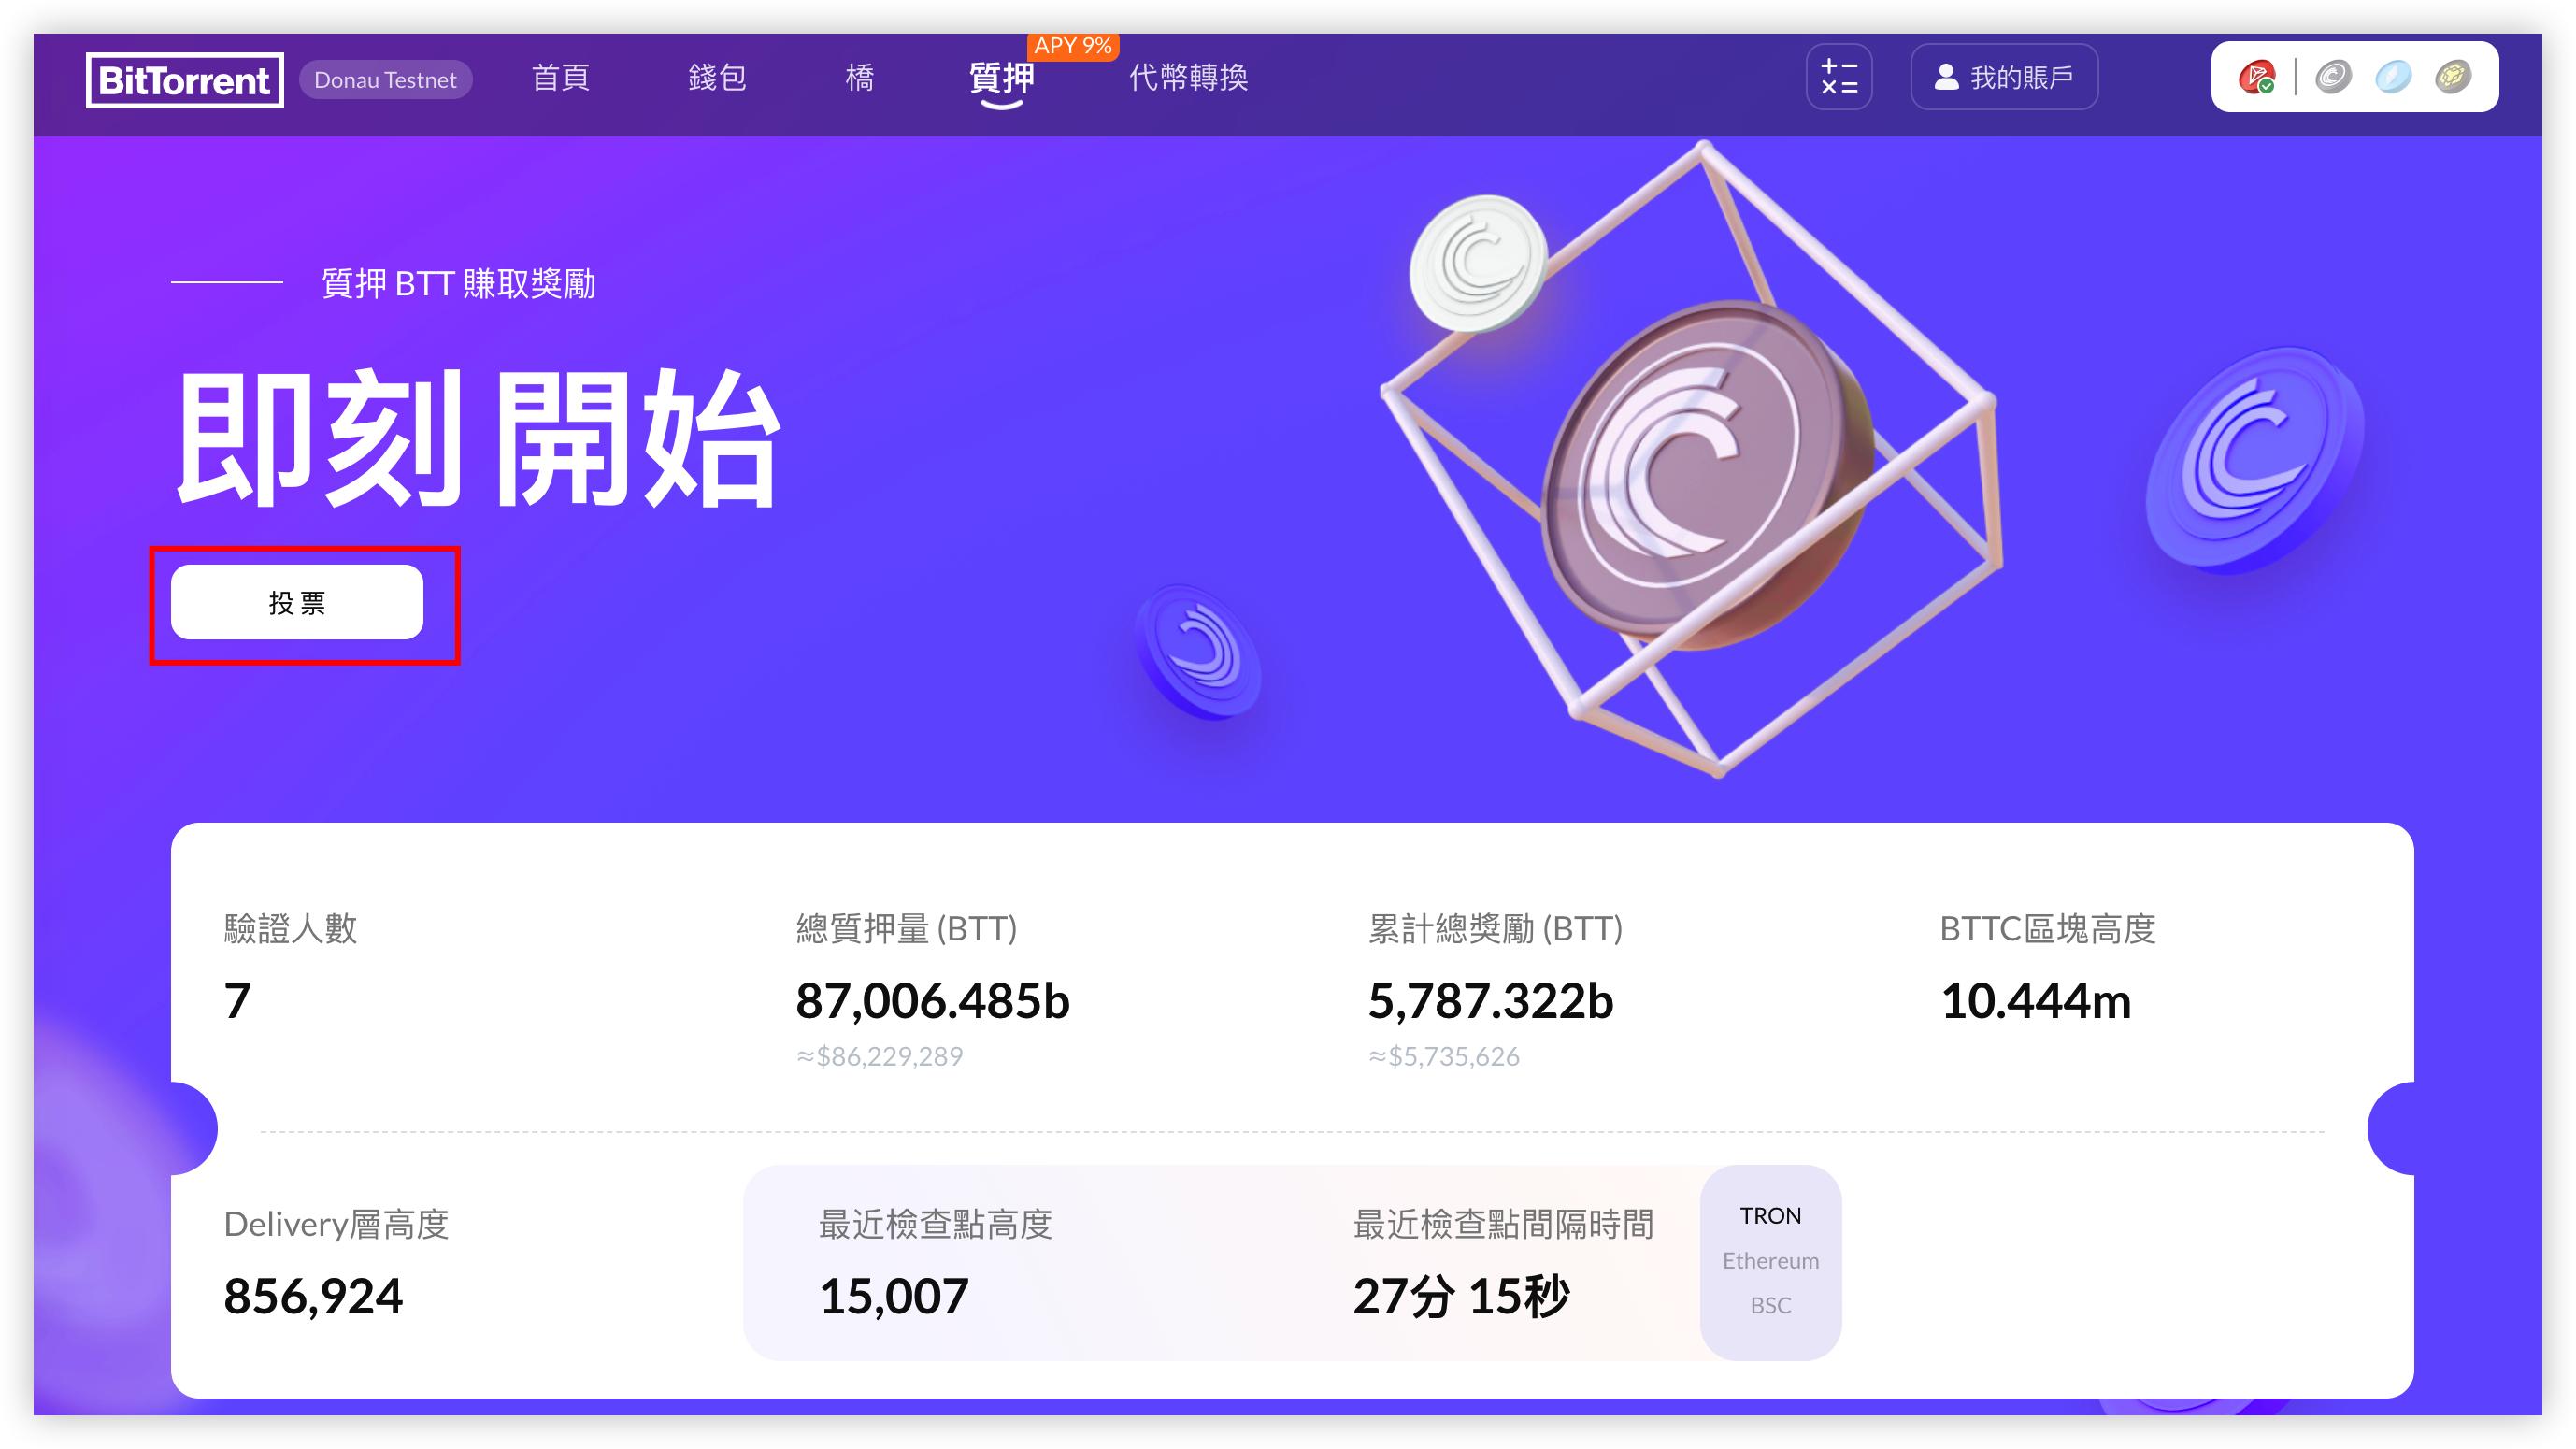 BitTorrent Donau Testnet 首頁 錢包 橋 質押 APY 9% 代幣轉換 我的賬戶
質押 BTT 賺取獎勵
即刻 開始
投票
驗證人數 總質押量 (BTT) 累計總獎勵 (BTT) BTTC區塊高度
7 87,006.485b 5,787.322b 10.444m
≈$86,229,289 ≈$5,735,626
Delivery層高度 最近檢查點高度 最近檢查點間隔時間
856,924 15,007 27分 15秒
TRON
Ethereum
BSC